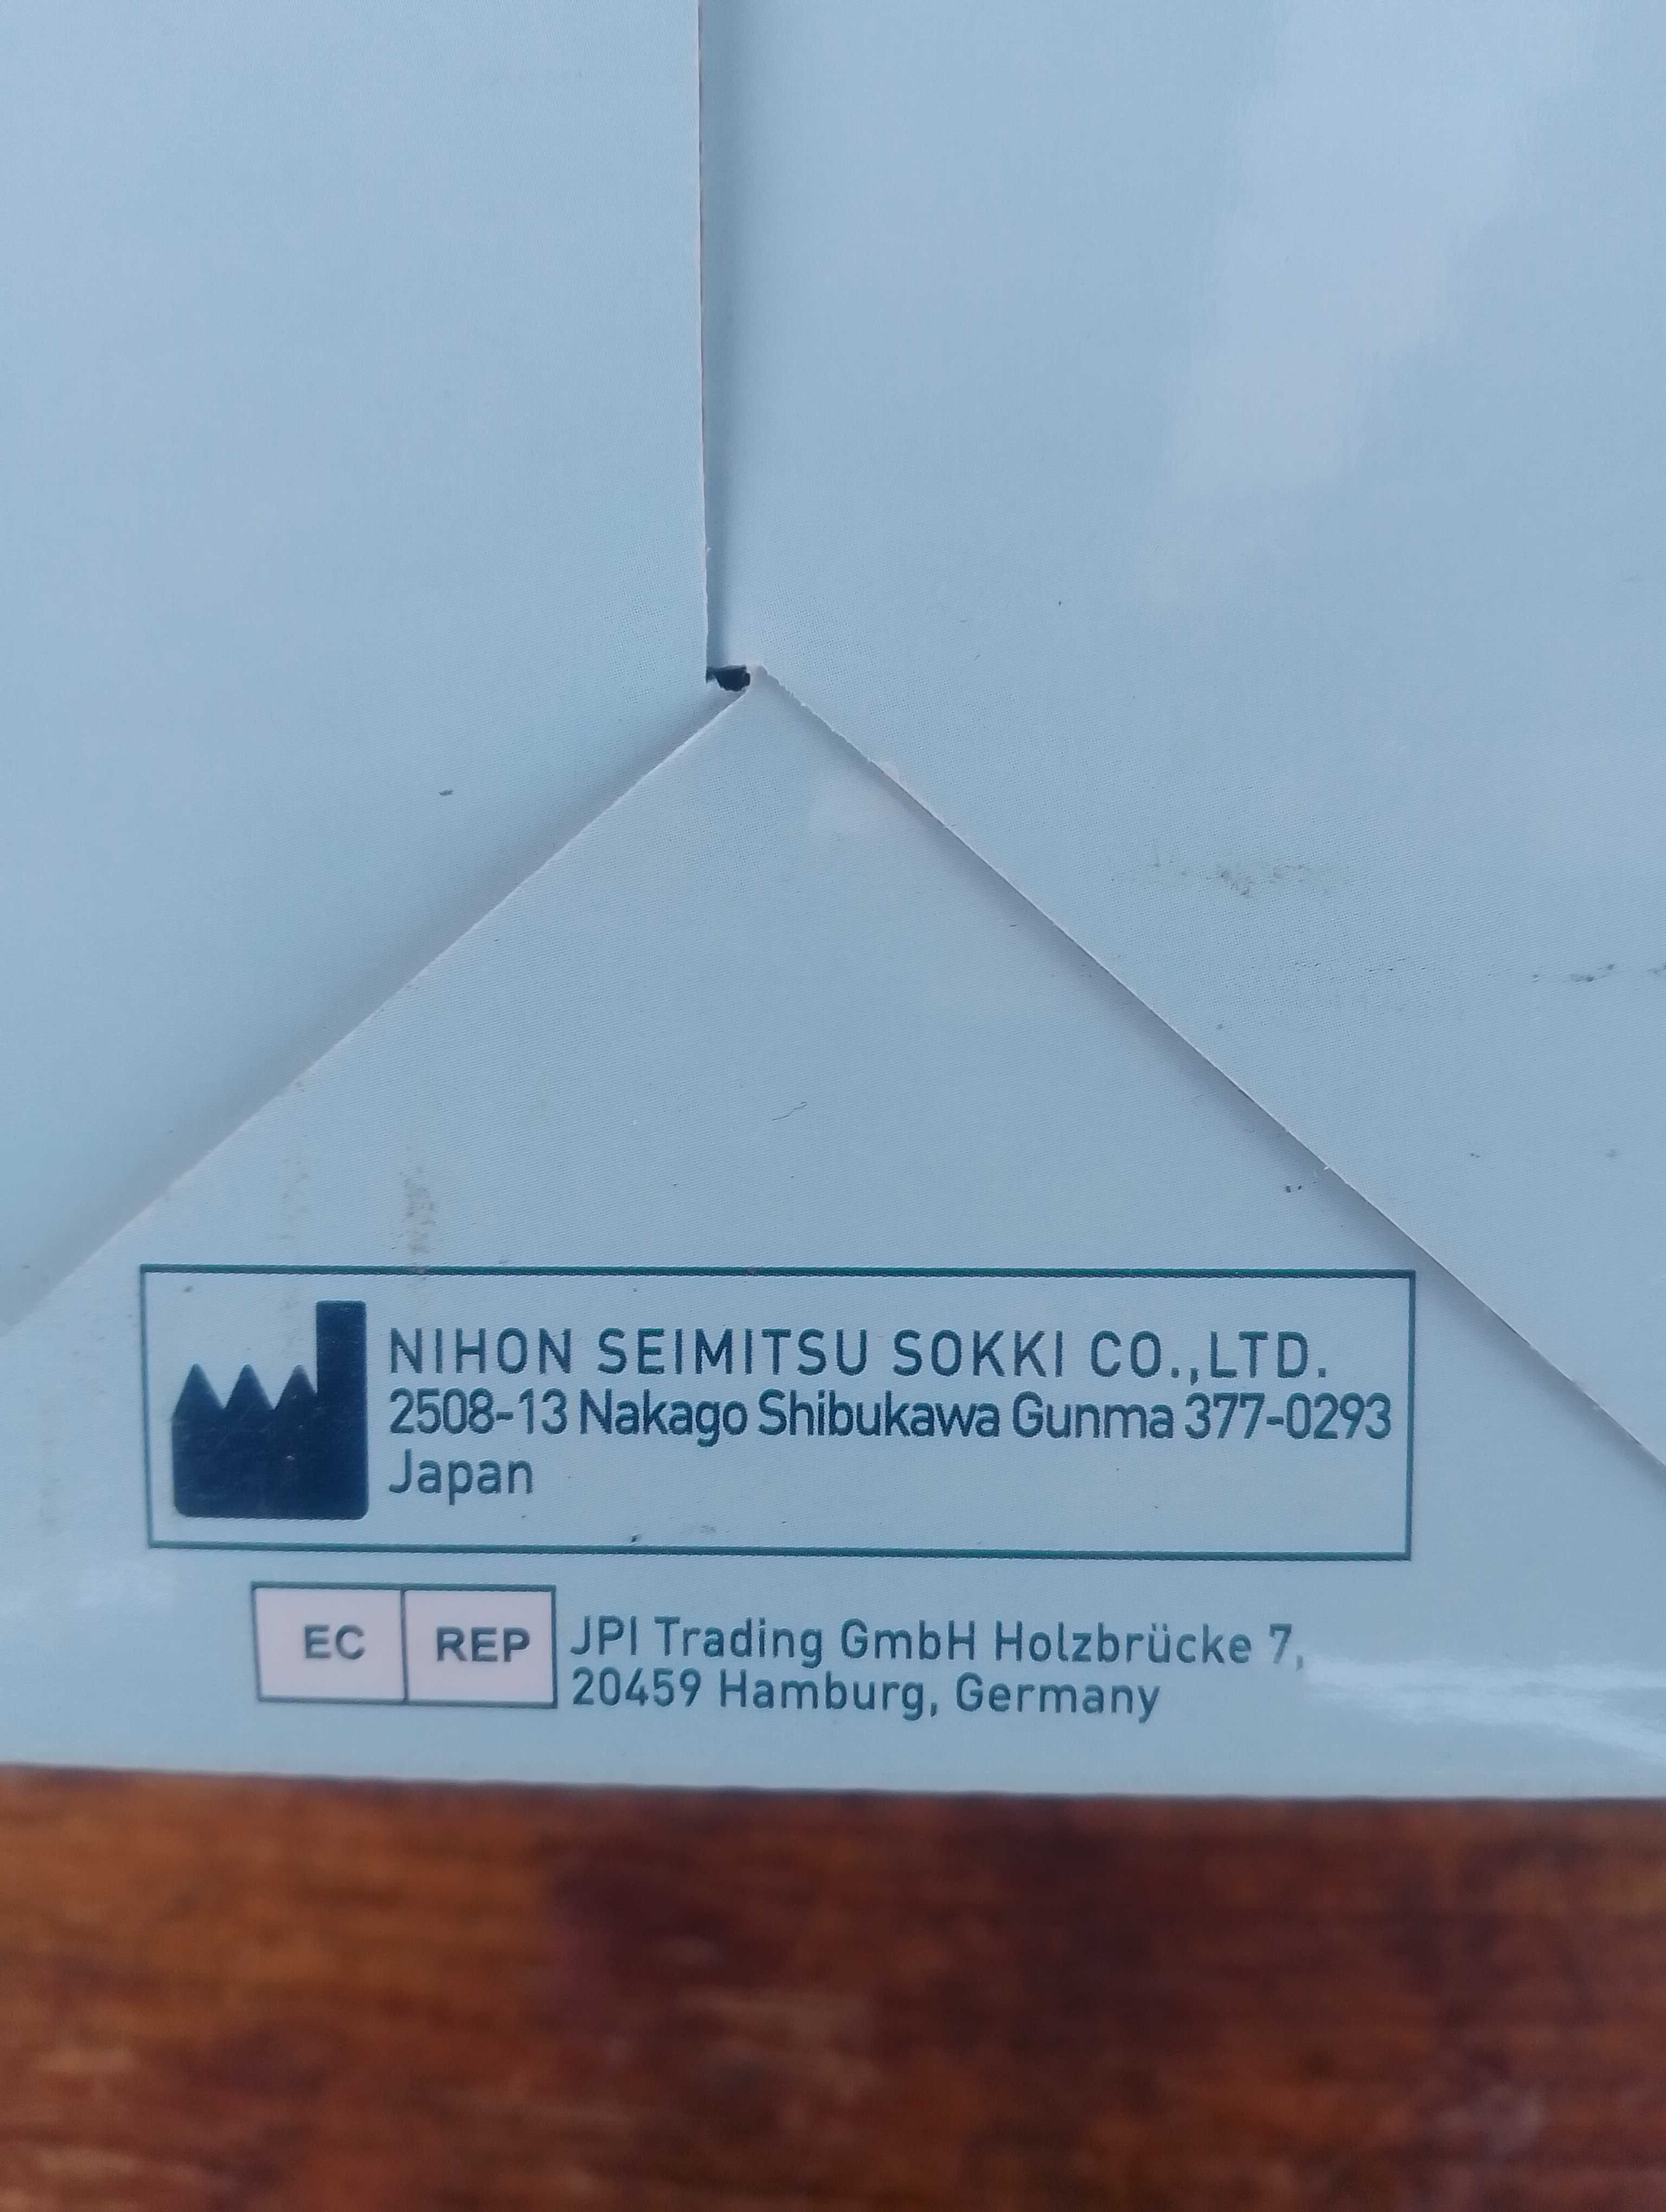 NIHON SEIMITSU SOKKI CO.,LTD.
2508-13 Nakago Shibukawa Gunma 377-0293
Japan
EC REP
JPI Trading GmbH Holzbrücke 7,
20459 Hamburg, Germany